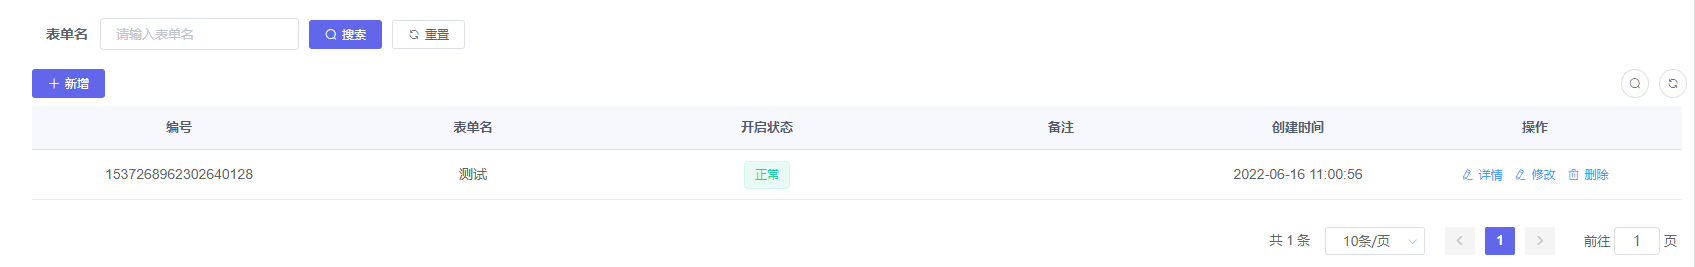 表单名 请输入表单名 搜索 重置
新增
编号 表单名 开启状态 备注 创建时间 操作
1537268962302640128 测试 正常 2022-06-16 11:00:56 详情 修改 删除
共 1 条 10条/页 1 前往 1 页